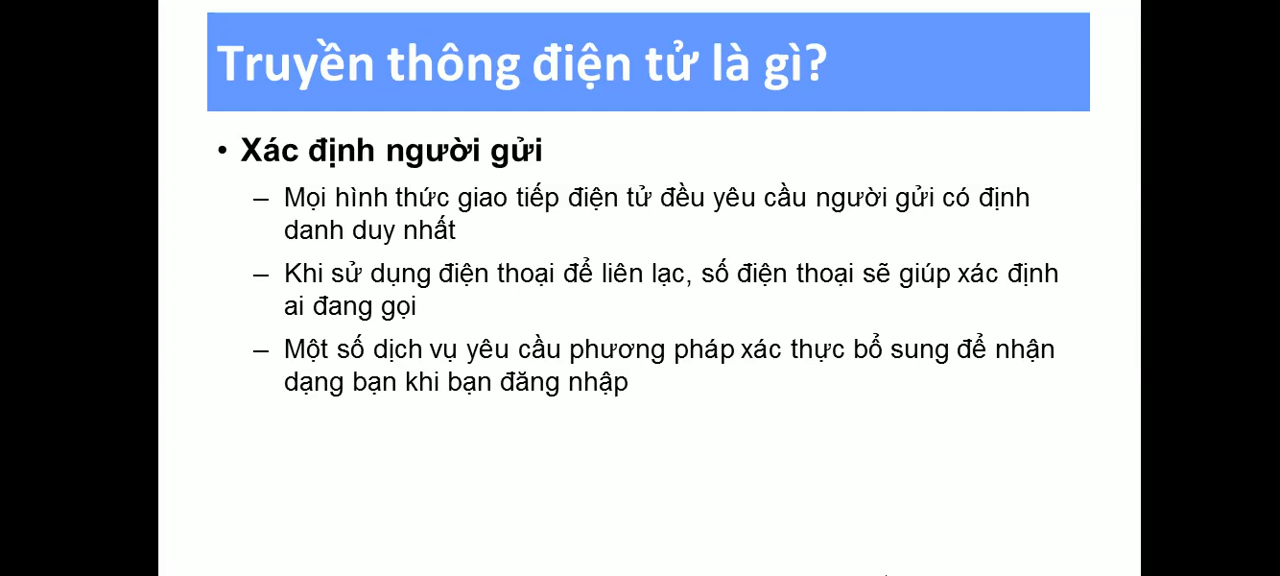 Truyền thông điện tử là gì?
• Xác định người gửi
– Mọi hình thức giao tiếp điện tử đều yêu cầu người gửi có định
danh duy nhất
– Khi sử dụng điện thoại để liên lạc, số điện thoại sẽ giúp xác định
ai đang gọi
– Một số dịch vụ yêu cầu phương pháp xác thực bổ sung để nhận
dạng bạn khi bạn đăng nhập